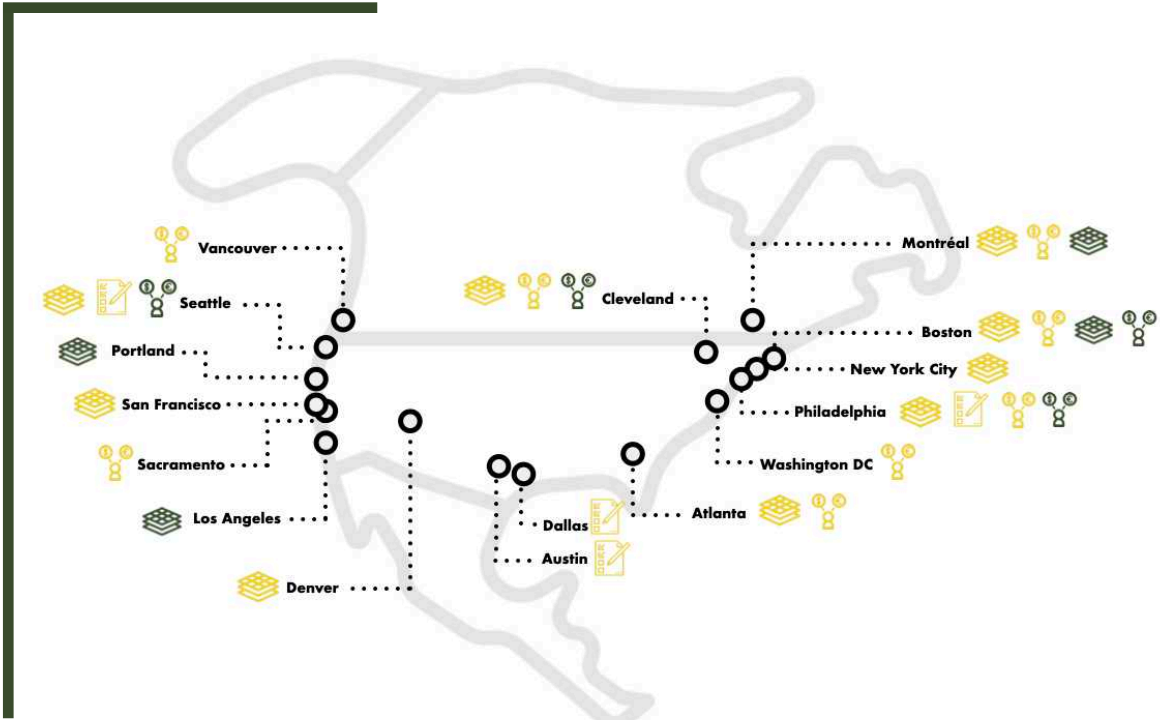 Vancouver
Montréal
Seattle
Cleveland
Boston
Portland
New York City
San Francisco
Philadelphia
Sacramento
Washington DC
Los Angeles
Dallas
Atlanta
Austin
Denver